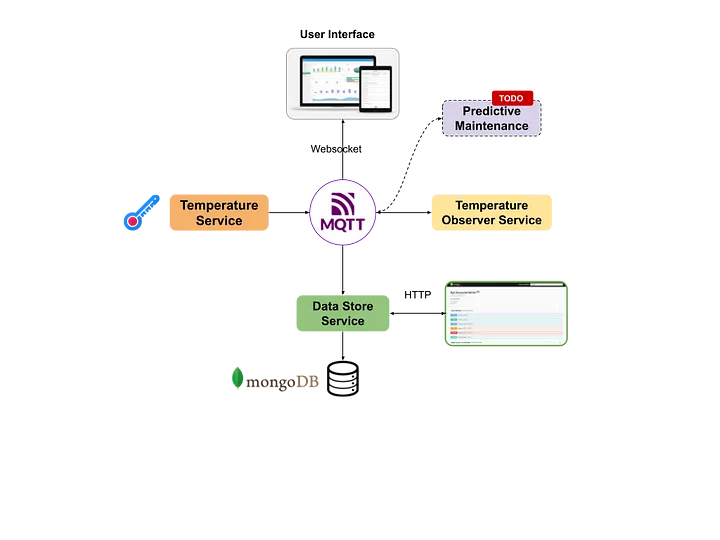 User Interface
TODO
Predictive
Maintenance
Websocket
Temperature
Service
MQTT
Temperature
Observer Service
Data Store
Service
HTTP
mongoDB